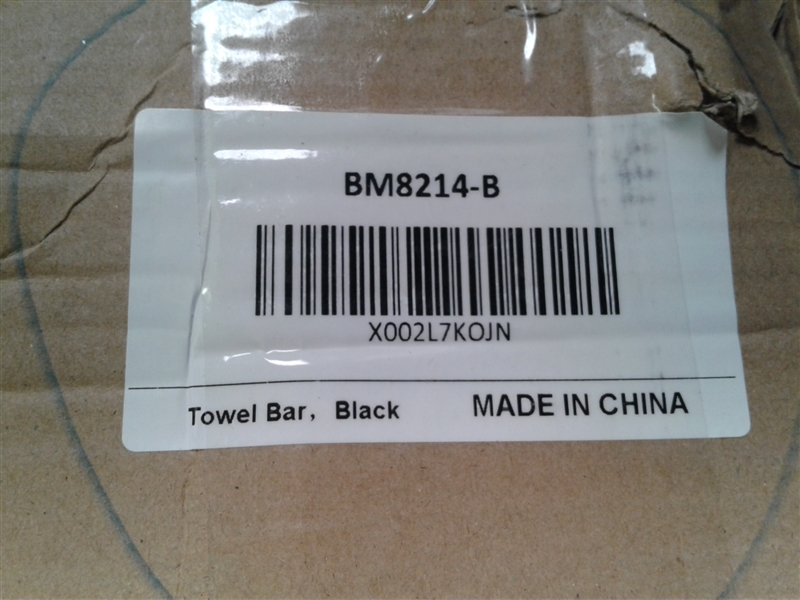 BM8214-B
X002L7KOJN
Towel Bar, Black MADE IN CHINA